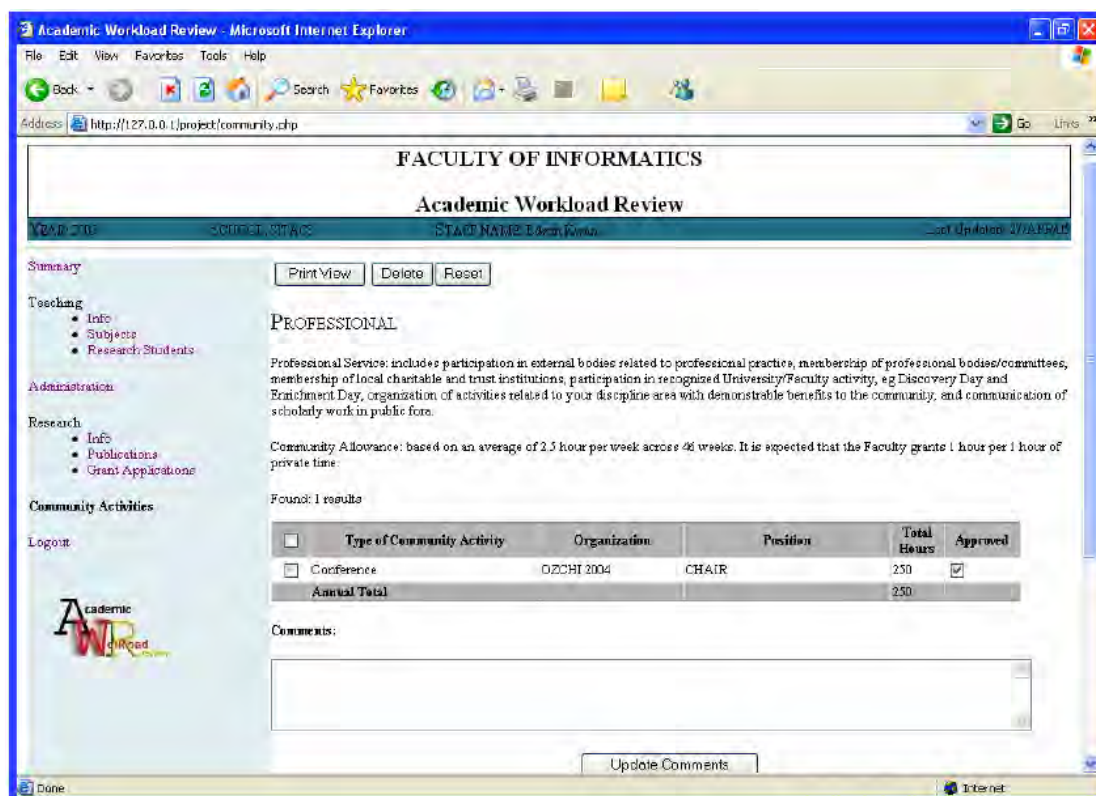 Academic Workload Review - Microsoft Internet Explorer
File Edit View Favorites Tools Help
Back Search Favorites
Address http://127.0.0.1/project/community.php Go Links
FACULTY OF INFORMATICS
Academic Workload Review
YEAR: SCHOOL: SITACS STAFF NAME: Edwin Last Updated:
Summary
Print View Delete Reset
Teaching
• Info
• Subjects
• Research Students
Administration
Research
• Info
• Publications
• Grant Applications
Community Activities
Logout
Academic
PROFESSIONAL
Professional Service: includes participation in external bodies related to professional practice, membership of professional bodies/committees,
membership of local charitable and trust institutions, participation in recognized University/Faculty activity, eg Discovery Day and
Enrichment Day, organization of activities related to your discipline area with demonstrable benefits to the community, and communication of
scholarly work in public fora.
Community Allowance: based on an average of 2.5 hour per week across 46 weeks. It is expected that the Faculty grants 1 hour per 1 hour of
private time.
Found: 1 results
Type of Community Activity Organization Position Total Hours Approved
Conference OZCHI 2004 CHAIR 250
Annual Total 250
Comments:
Update Comments
Done Internet